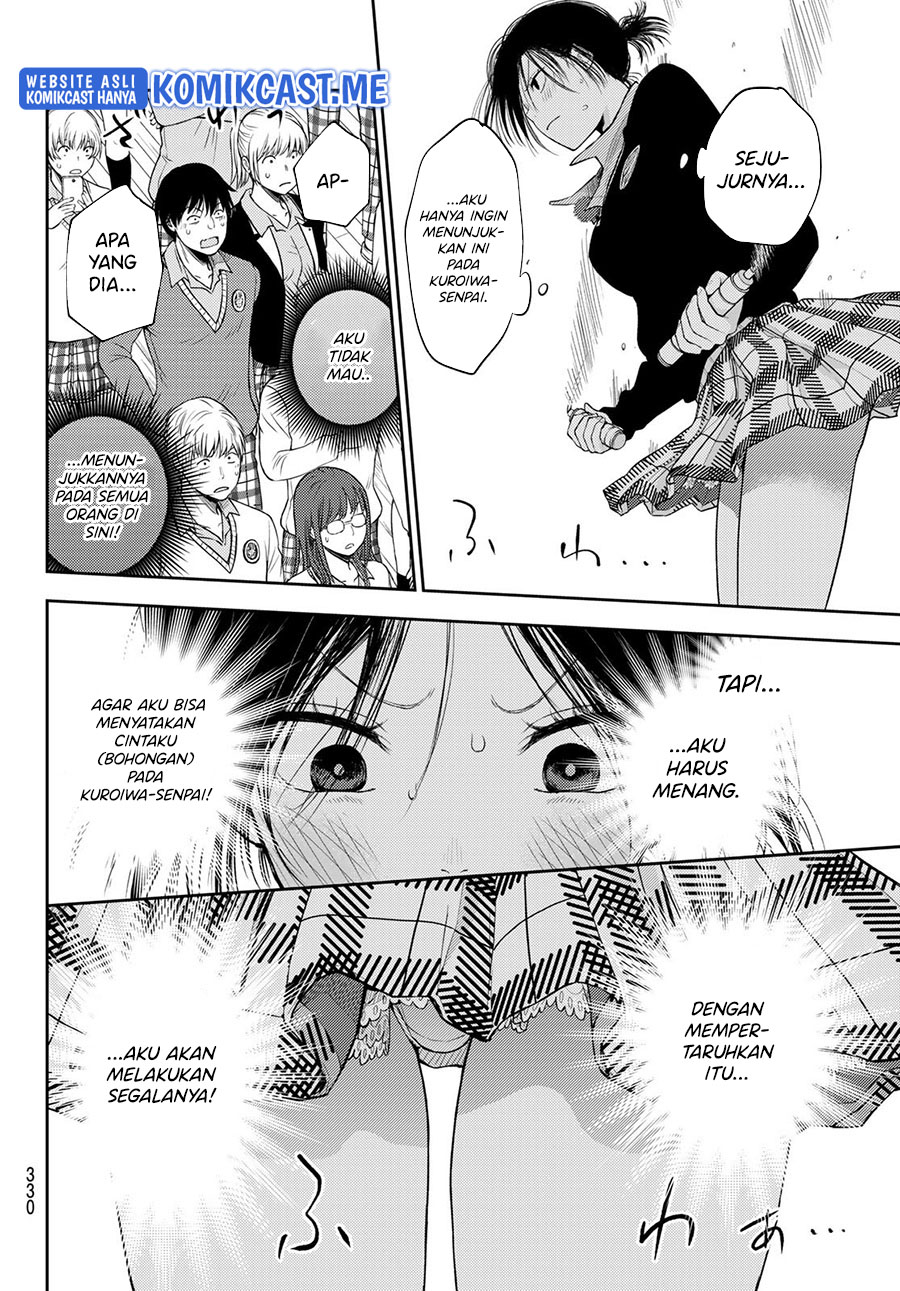 WEBSITE ASLI
KOMIKCAST HANYA
KOMIKCAST.ME
SEJU-
JURNYA...
...AKU
HANYA INGIN
MENUNJUK-
KAN INI
PADA
KUROIWA-
SENPAI.
ふわ...
AP-
APA
YANG
DIA...
AKU
TIDAK
MAU..
...MENUN-
JUKKANNYA
PADA SEMUA
ORANG DI
SINI!
TAPI...
...AKU
HARUS
MENANG.
AGAR AKU BISA
MENYATAKAN
CINTAKU
(BOHONGAN)
PADA
KUROIWA-SENPAI!
DENGAN
MEMPER-
TARUHKAN
ITU...
...AKU AKAN
MELAKUKAN
SEGALANYA!
ふわぁ...
330